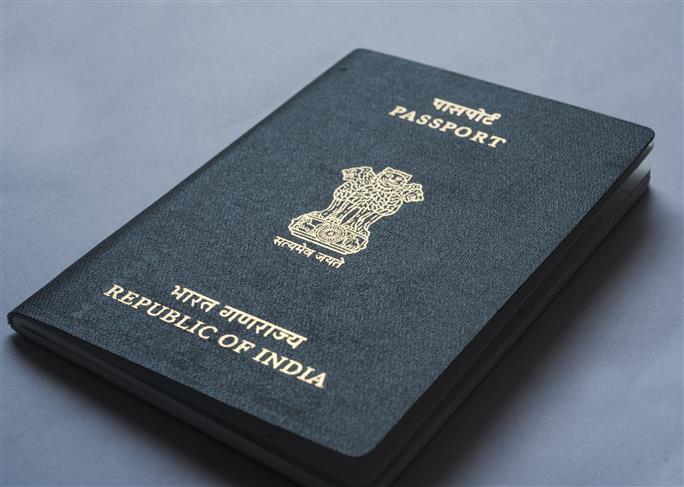 पासपोर्ट
PASSPORT
सत्यमेव जयते
भारत गणराज्य
REPUBLIC OF INDIA